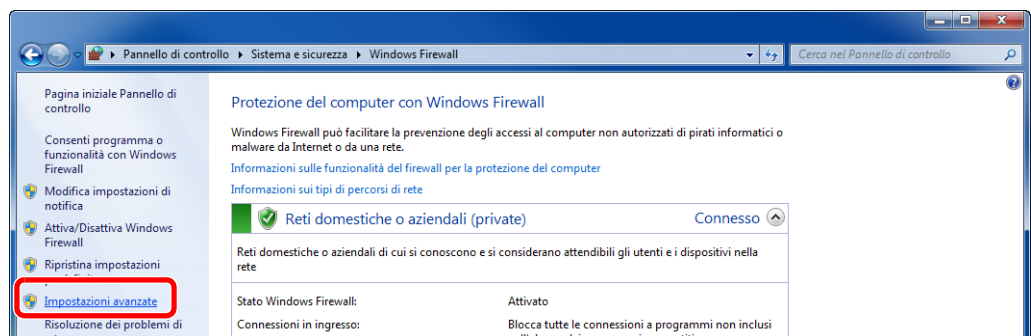 Pannello di controllo Sistema e sicurezza Windows Firewall
Cerca nel Pannello di controllo
Pagina iniziale Pannello di
controllo
Consenti programma o
funzionalità con Windows
Firewall
Modifica impostazioni di
notifica
Attiva/Disattiva Windows
Firewall
Ripristina impostazioni
Impostazioni avanzate
Risoluzione dei problemi di
Protezione del computer con Windows Firewall
Windows Firewall può facilitare la prevenzione degli accessi al computer non autorizzati di pirati informatici o
malware da Internet o da una rete.
Informazioni sulle funzionalità del firewall per la protezione del computer
Informazioni sui tipi di percorsi di rete
Reti domestiche o aziendali (private) Connesso
Reti domestiche o aziendali di cui si conoscono e si considerano attendibili gli utenti e i dispositivi nella
rete
Stato Windows Firewall: Attivato
Connessioni in ingresso: Blocca tutte le connessioni a programmi non inclusi